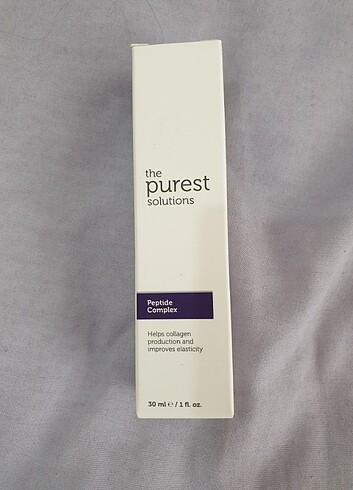 the
purest
solutions
Peptide
Complex
Helps collagen
production and
improves elasticity
30 ml ℮ / 1 fl. oz.